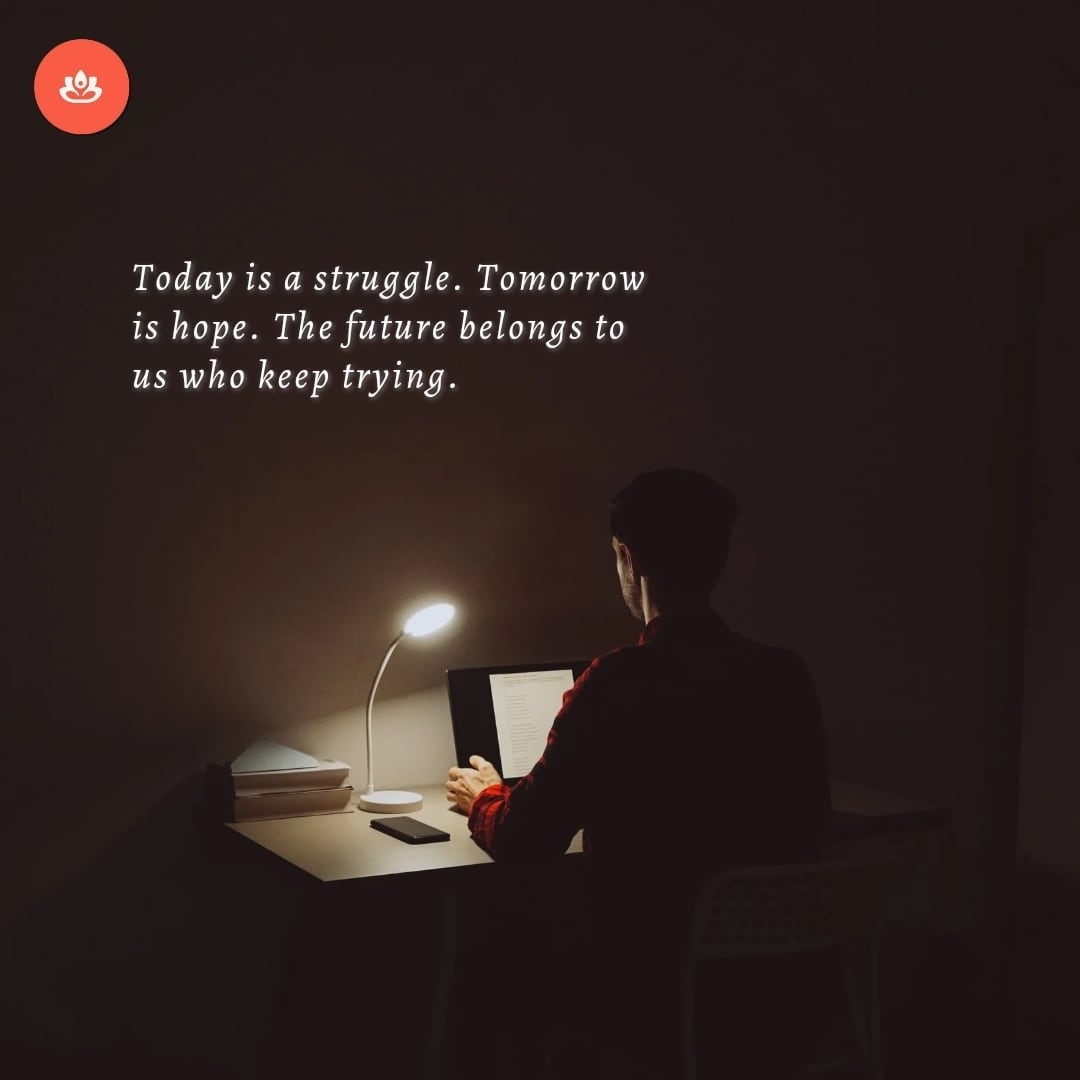 Today is a struggle. Tomorrow
is hope. The future belongs to
us who keep trying.